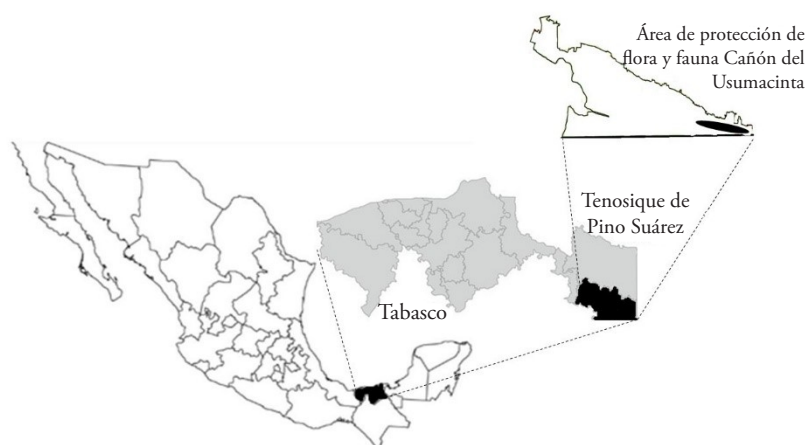 Área de protección de
flora y fauna Cañón del
Usumacinta
Tenosique de
Pino Suárez
Tabasco